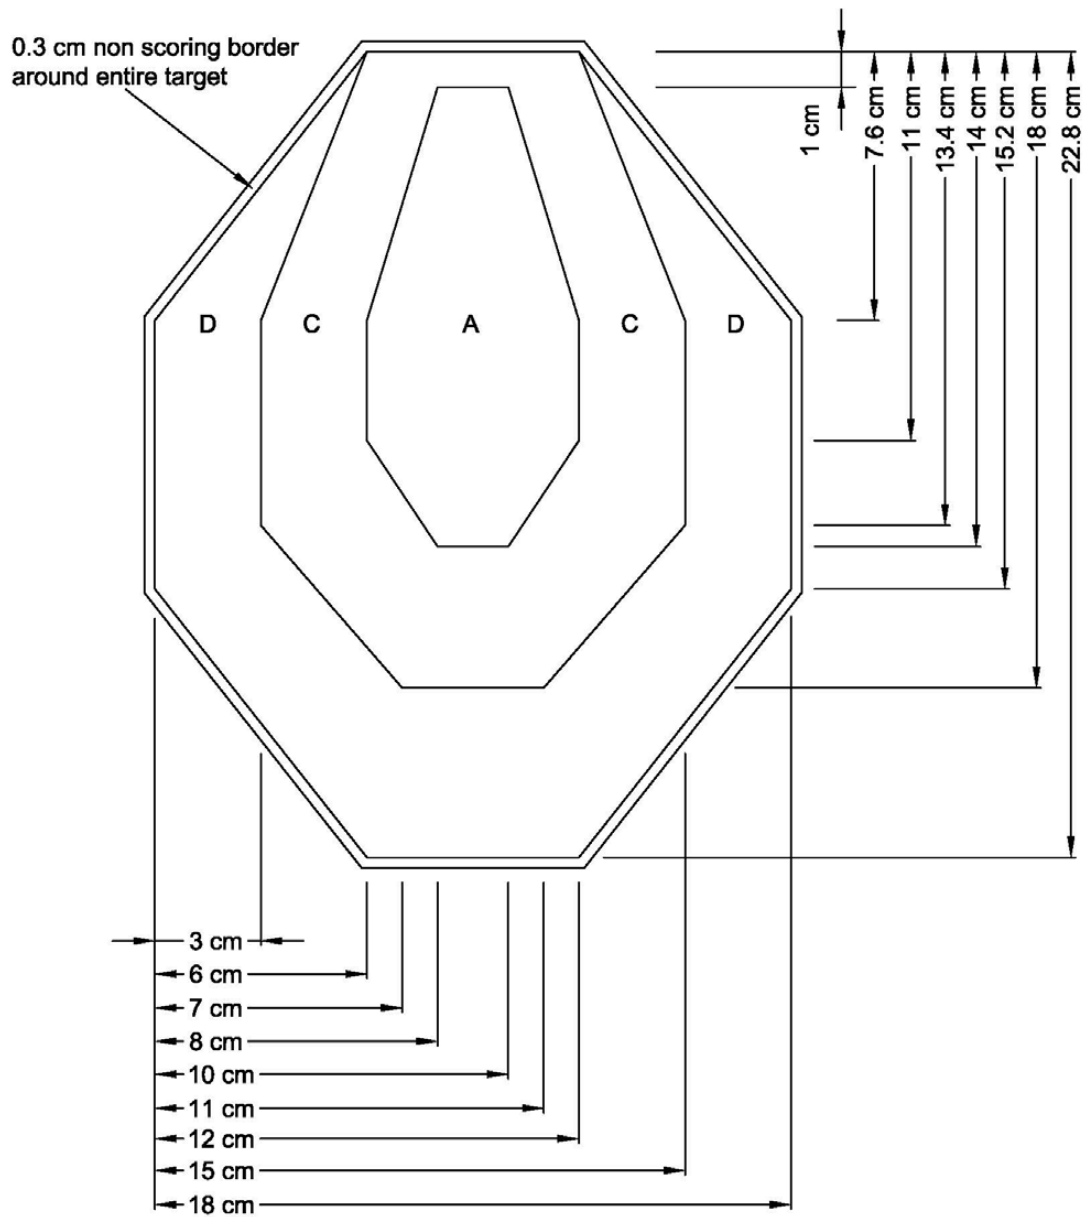 0.3 cm non scoring border
around entire target
1 cm
7.6 cm
11 cm
13.4 cm
14 cm
15.2 cm
18 cm
22.8 cm
D
C
A
C
D
3 cm
6 cm
7 cm
8 cm
10 cm
11 cm
12 cm
15 cm
18 cm